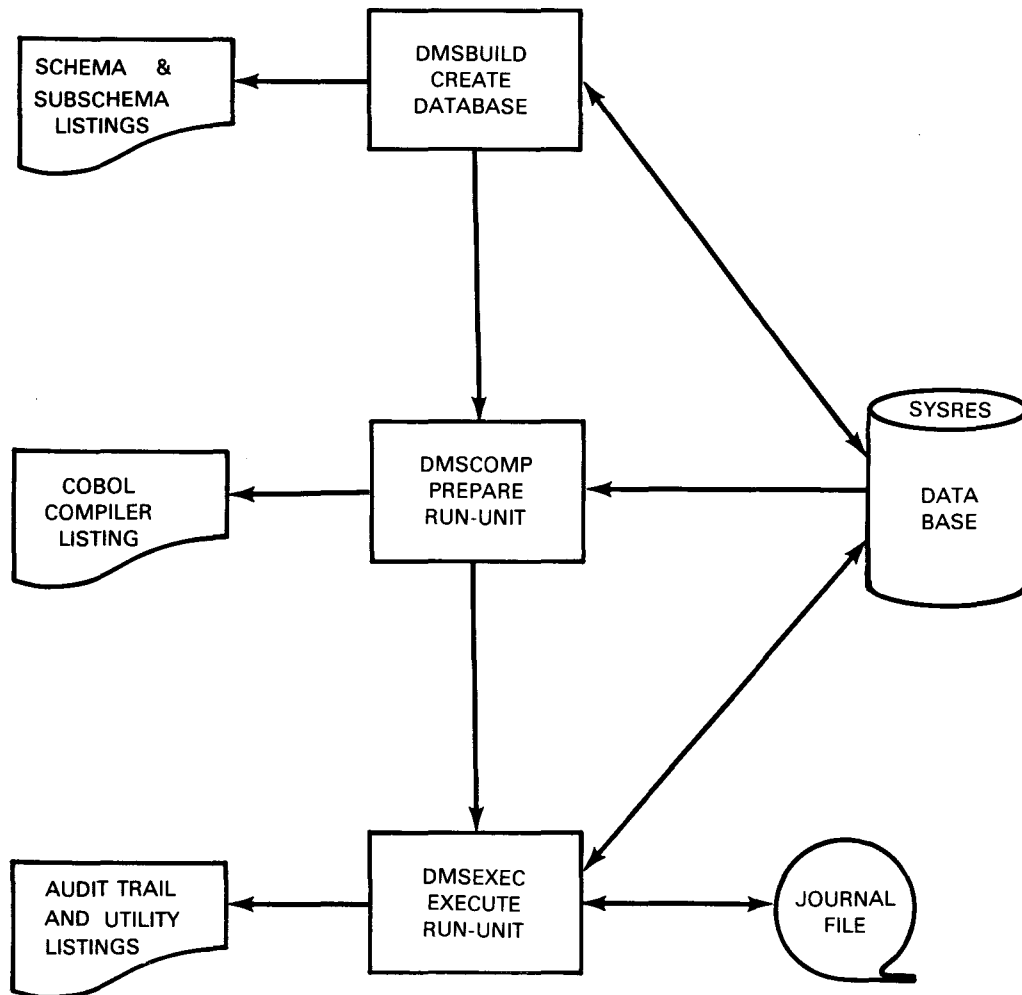 SCHEMA &
SUBSCHEMA
LISTINGS
DMSBUILD
CREATE
DATABASE
COBOL
COMPILER
LISTING
DMSCOMP
PREPARE
RUN-UNIT
SYSRES
DATA
BASE
AUDIT TRAIL
AND UTILITY
LISTINGS
DMSEXEC
EXECUTE
RUN-UNIT
JOURNAL
FILE